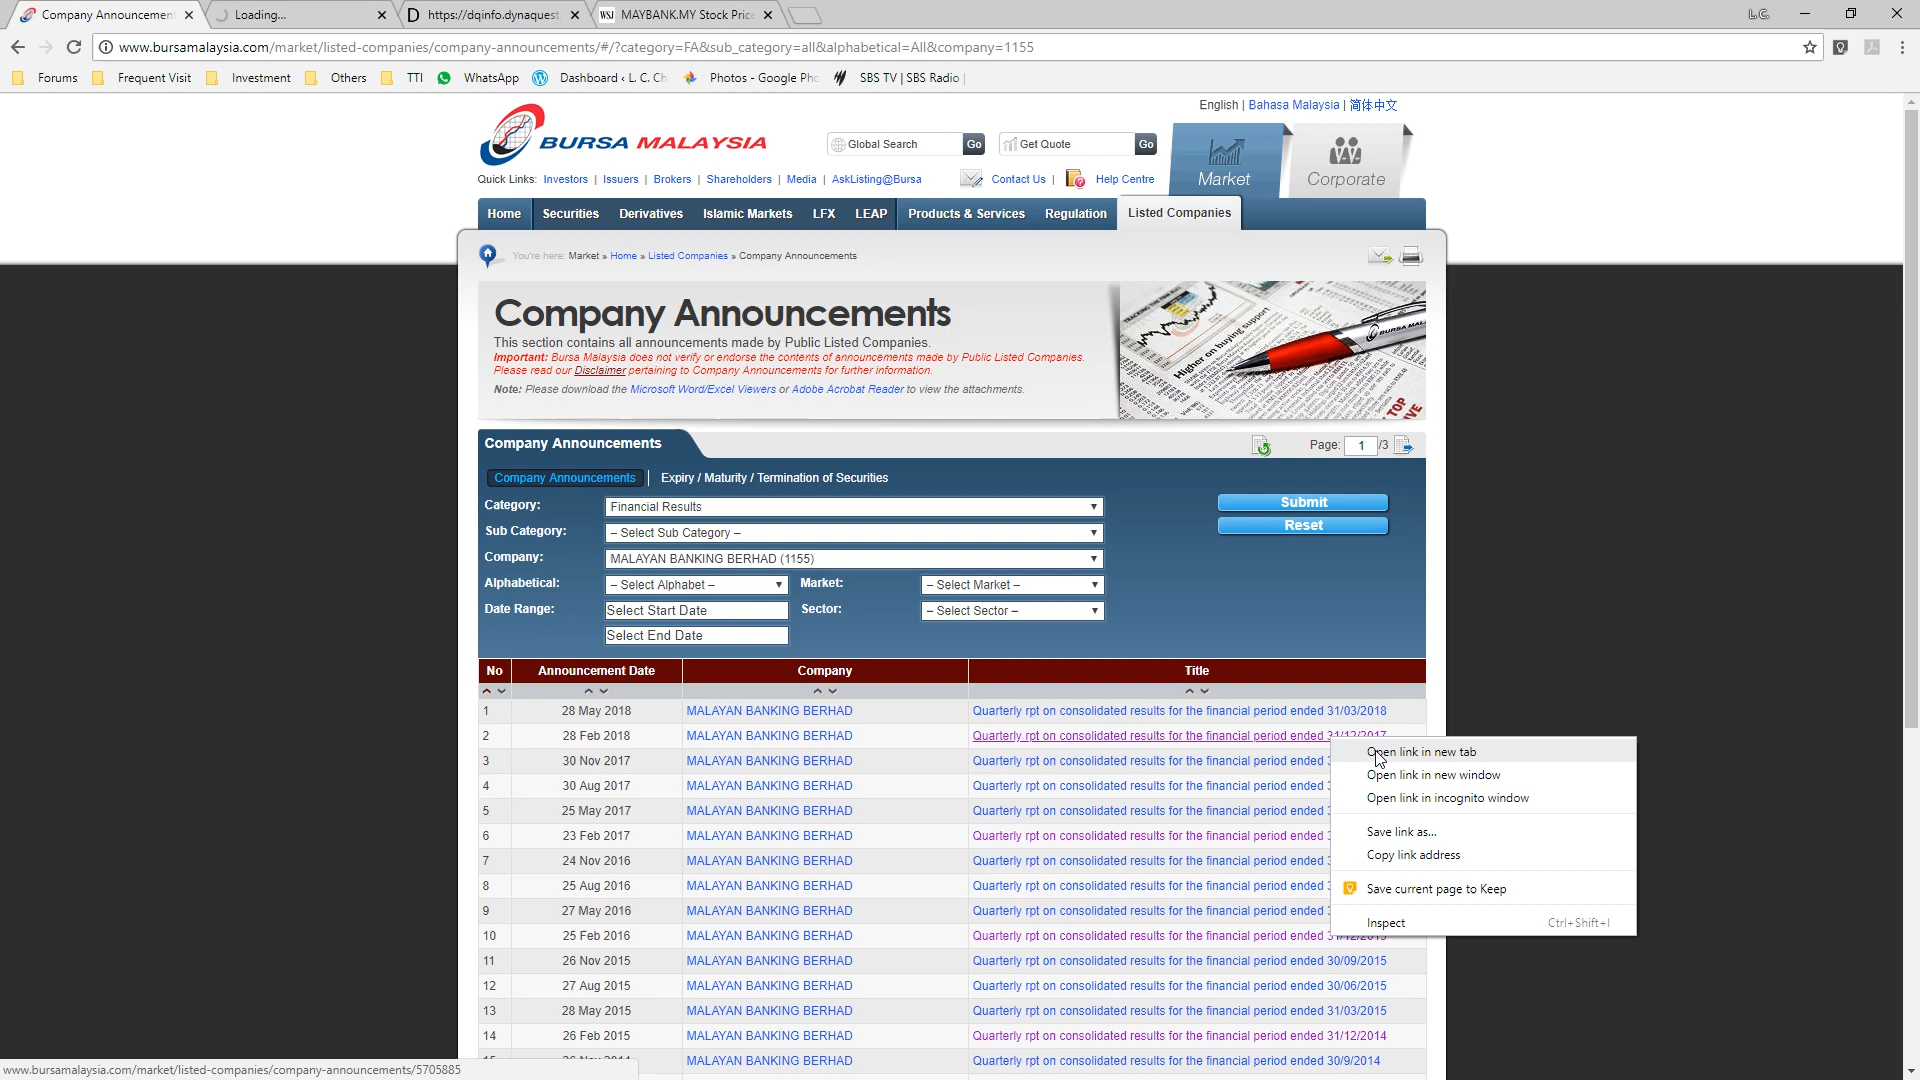 Company Announcement
Loading...
https://dqinfo.dynaquest
WSJ MAYBANK.MY Stock Price
L.C.
www.bursamalaysia.com/market/listed-companies/company-announcements/#/?category=FA&sub_category=all&alphabetical=All&company=1155
Forums
Frequent Visit
Investment
Others
TTI
WhatsApp
Dashboard ‹ L. C. Ch
Photos - Google Pho
SBS TV | SBS Radio |
English | Bahasa Malaysia | 简体中文
BURSA MALAYSIA
Global Search Go
Get Quote Go
Market
Corporate
Quick Links: Investors | Issuers | Brokers | Shareholders | Media | AskListing@Bursa
Contact Us |
Help Centre
Home
Securities
Derivatives
Islamic Markets
LFX
LEAP
Products & Services
Regulation
Listed Companies
You're here: Market » Home » Listed Companies » Company Announcements
Company Announcements
This section contains all announcements made by Public Listed Companies.
Important: Bursa Malaysia does not verify or endorse the contents of announcements made by Public Listed Companies.
Please read our Disclaimer pertaining to Company Announcements for further information.
Note: Please download the Microsoft Word/Excel Viewers or Adobe Acrobat Reader to view the attachments.
Higher on buying support
BURSA MAL
TOP
Company Announcements
Page: 1 /3
Company Announcements | Expiry / Maturity / Termination of Securities
Category: Financial Results
Submit
Sub Category: – Select Sub Category –
Reset
Company: MALAYAN BANKING BERHAD (1155)
Alphabetical: – Select Alphabet – Market: – Select Market –
Date Range: Select Start Date Sector: – Select Sector –
Select End Date
No Announcement Date Company Title
1 28 May 2018 MALAYAN BANKING BERHAD Quarterly rpt on consolidated results for the financial period ended 31/03/2018
2 28 Feb 2018 MALAYAN BANKING BERHAD Quarterly rpt on consolidated results for the financial period ended 31/12/2017
3 30 Nov 2017 MALAYAN BANKING BERHAD Quarterly rpt on consolidated results for the financial period ended
4 30 Aug 2017 MALAYAN BANKING BERHAD Quarterly rpt on consolidated results for the financial period ended
5 25 May 2017 MALAYAN BANKING BERHAD Quarterly rpt on consolidated results for the financial period ended
6 23 Feb 2017 MALAYAN BANKING BERHAD Quarterly rpt on consolidated results for the financial period ended
7 24 Nov 2016 MALAYAN BANKING BERHAD Quarterly rpt on consolidated results for the financial period ended
8 25 Aug 2016 MALAYAN BANKING BERHAD Quarterly rpt on consolidated results for the financial period ended
9 27 May 2016 MALAYAN BANKING BERHAD Quarterly rpt on consolidated results for the financial period ended
10 25 Feb 2016 MALAYAN BANKING BERHAD Quarterly rpt on consolidated results for the financial period ended 31/12/2015
11 26 Nov 2015 MALAYAN BANKING BERHAD Quarterly rpt on consolidated results for the financial period ended 30/09/2015
12 27 Aug 2015 MALAYAN BANKING BERHAD Quarterly rpt on consolidated results for the financial period ended 30/06/2015
13 28 May 2015 MALAYAN BANKING BERHAD Quarterly rpt on consolidated results for the financial period ended 31/03/2015
14 26 Feb 2015 MALAYAN BANKING BERHAD Quarterly rpt on consolidated results for the financial period ended 31/12/2014
15 26 Nov 2014 MALAYAN BANKING BERHAD Quarterly rpt on consolidated results for the financial period ended 30/9/2014
Open link in new tab
Open link in new window
Open link in incognito window
Save link as...
Copy link address
Save current page to Keep
Inspect Ctrl+Shift+I
www.bursamalaysia.com/market/listed-companies/company-announcements/5705885